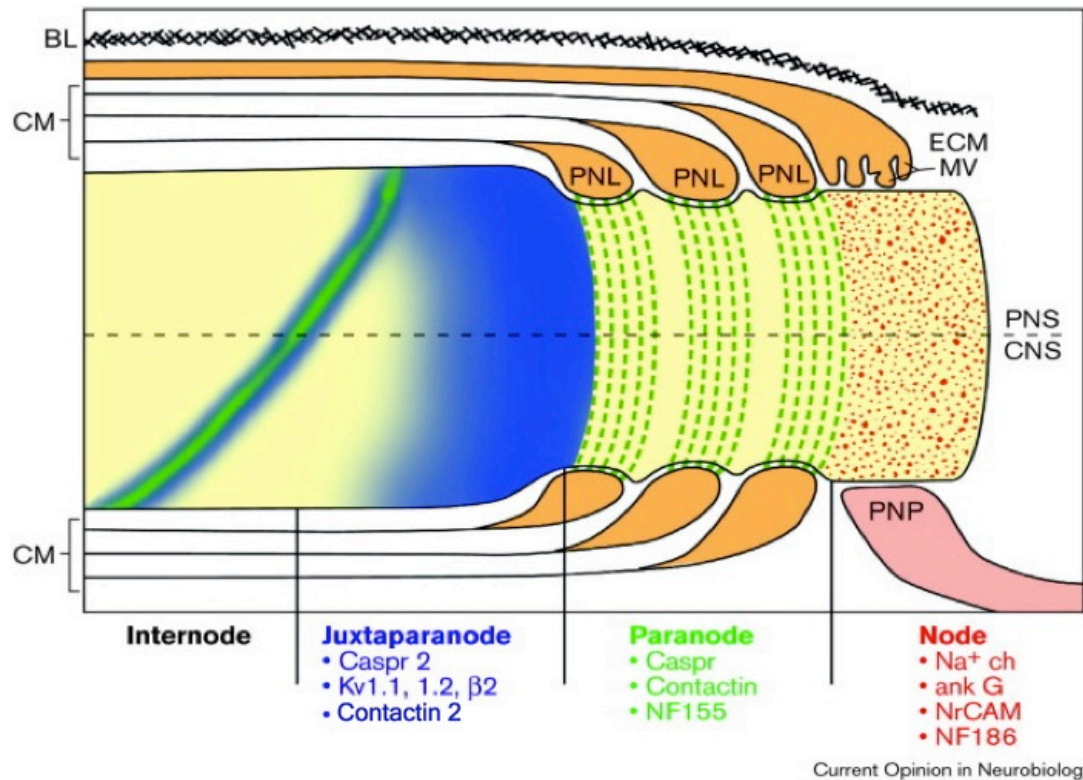 BL
CM
ECM
MV
PNL PNL PNL
PNS
CNS
PNP
CM
Internode
Juxtaparanode
• Caspr 2
• Kv1.1, 1.2, β2
• Contactin 2
Paranode
• Caspr
• Contactin
• NF155
Node
• Na⁺ ch
• ank G
• NrCAM
• NF186
Current Opinion in Neurobiolog